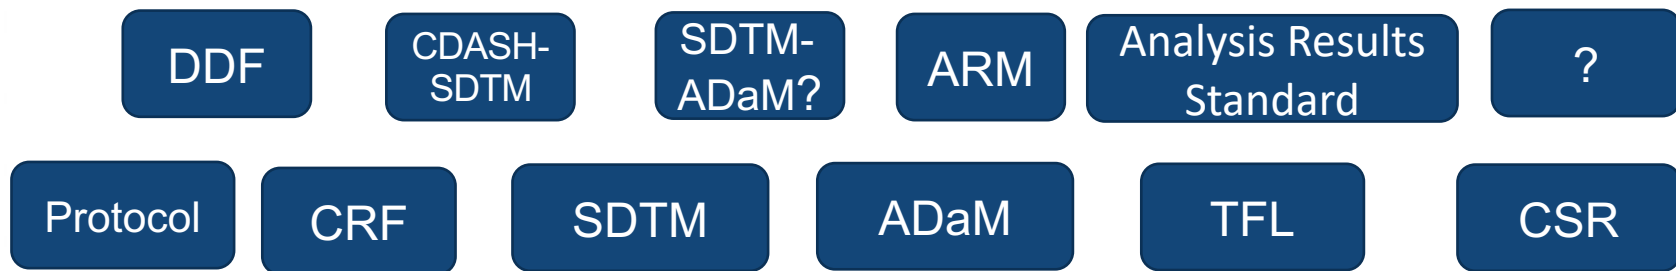 DDF
CDASH-
SDTM
SDTM-
ADaM?
ARM
Analysis Results
Standard
?
Protocol
CRF
SDTM
ADaM
TFL
CSR